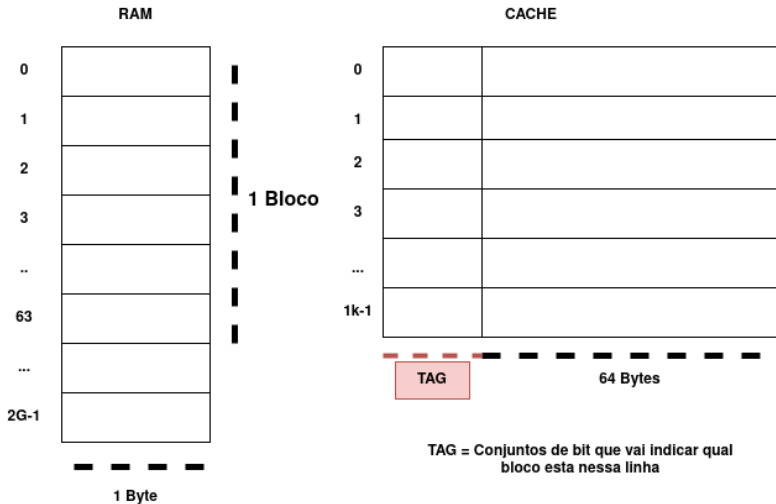 RAM
0
1
2
3
..
63
...
2G-1
1 Bloco
1 Byte
CACHE
0
1
2
3
...
1k-1
TAG
64 Bytes
TAG = Conjuntos de bit que vai indicar qual
bloco esta nessa linha